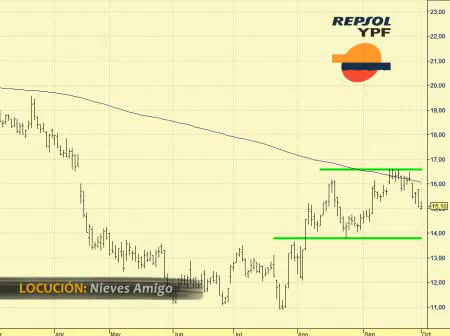 23,00
REPSOL
YPF
22,00
21,00
20,00
19,00
18,00
17,00
16,00
15,10
14,00
13,00
12,00
11,00
LOCUCIÓN: Nieves Amigo
Abr
May
Jun
Jul
Ago
Sep
Oct